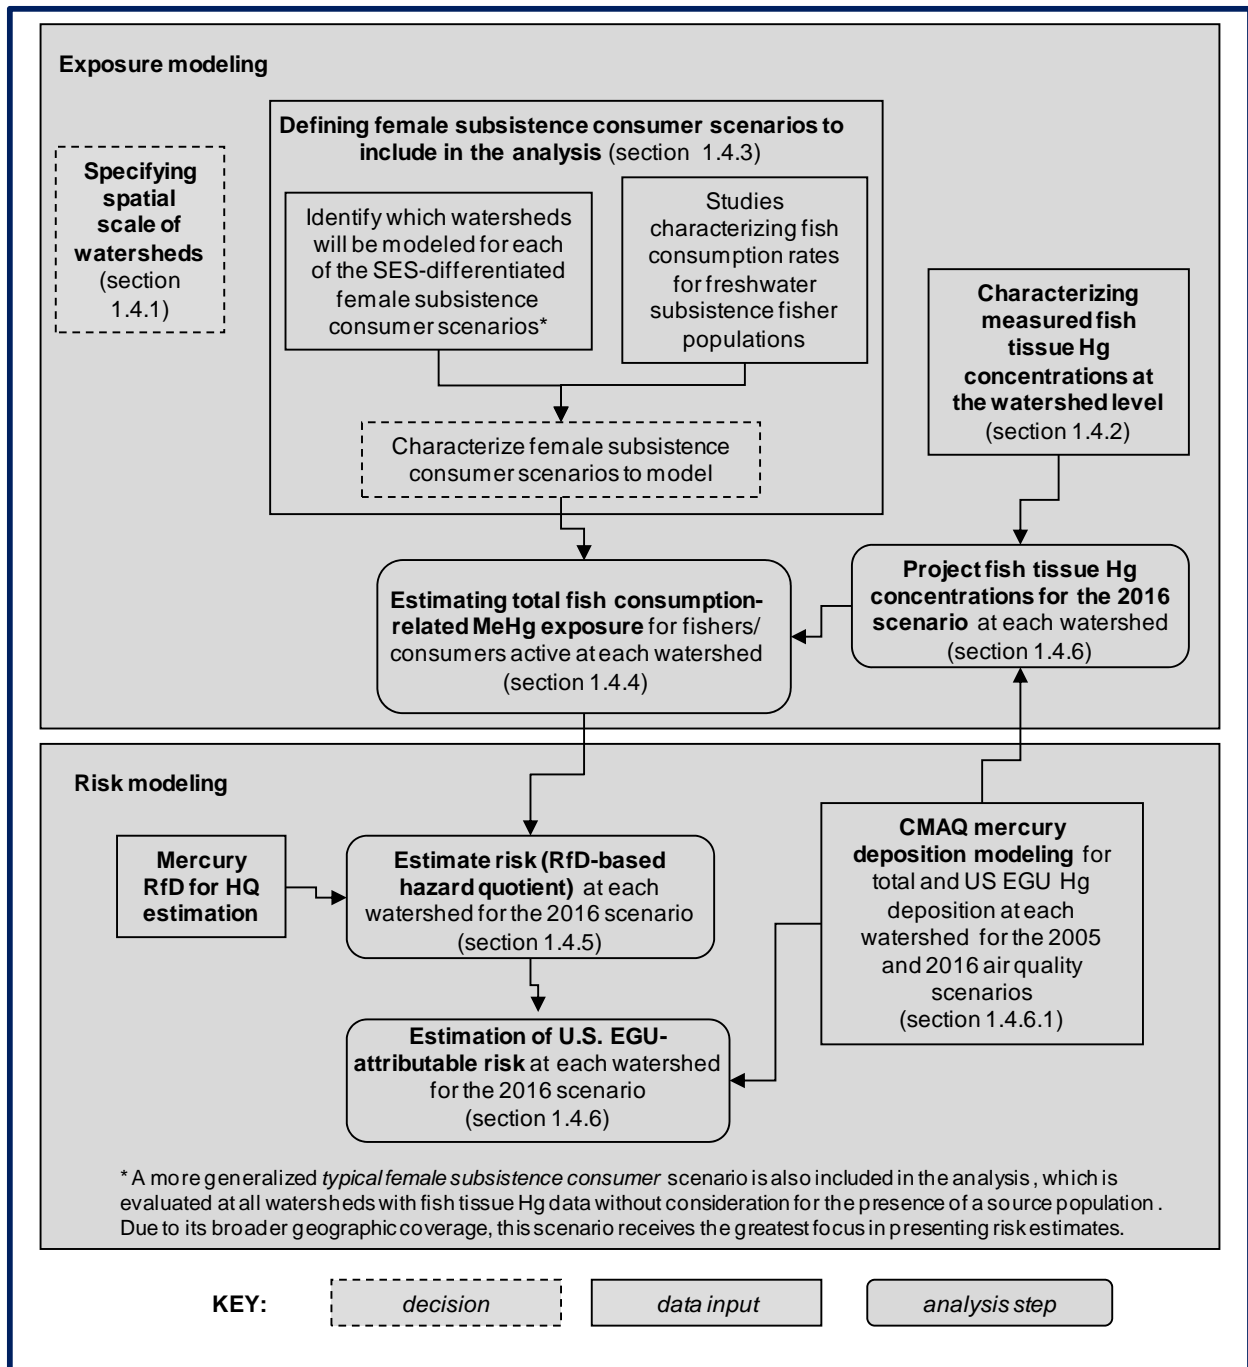 Exposure modeling
Defining female subsistence consumer scenarios to
include in the analysis (section 1.4.3)
Specifying
spatial
scale of
watersheds
(section
1.4.1)
Identify which watersheds
will be modeled for each
of the SES-differentiated
female subsistence
consumer scenarios*
Studies
characterizing fish
consumption rates
for freshwater
subsistence fisher
populations
Characterizing
measured fish
tissue Hg
concentrations at
the watershed level
(section 1.4.2)
Characterize female subsistence
consumer scenarios to model
Estimating total fish consumption-
related MeHg exposure for fishers/
consumers active at each watershed
(section 1.4.4)
Project fish tissue Hg
concentrations for the 2016
scenario at each watershed
(section 1.4.6)
Risk modeling
Mercury
RfD for HQ
estimation
Estimate risk (RfD-based
hazard quotient) at each
watershed for the 2016 scenario
(section 1.4.5)
CMAQ mercury
deposition modeling for
total and US EGU Hg
deposition at each
watershed for the 2005
and 2016 air quality
scenarios
(section 1.4.6.1)
Estimation of U.S. EGU-
attributable risk at each watershed
for the 2016 scenario
(section 1.4.6)
* A more generalized typical female subsistence consumer scenario is also included in the analysis, which is
evaluated at all watersheds with fish tissue Hg data without consideration for the presence of a source population.
Due to its broader geographic coverage, this scenario receives the greatest focus in presenting risk estimates.
KEY:
decision
data input
analysis step